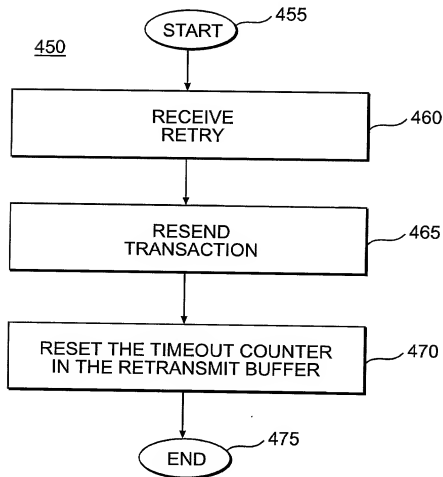 START
455
450
RECEIVE
RETRY
460
RESEND
TRANSACTION
465
RESET THE TIMEOUT COUNTER
IN THE RETRANSMIT BUFFER
470
END
475